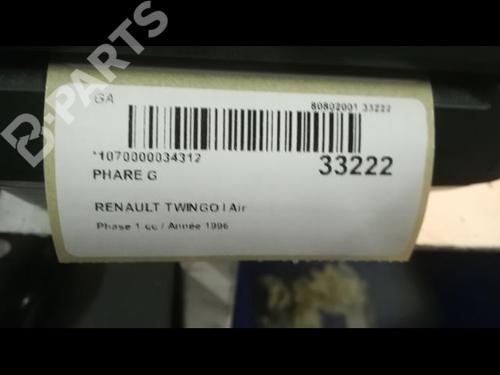 B-PARTS
GA
80802001 33222
*1070000034312
33222
PHARE G
RENAULT TWINGO I Air
Phase 1 cc / Année 1996